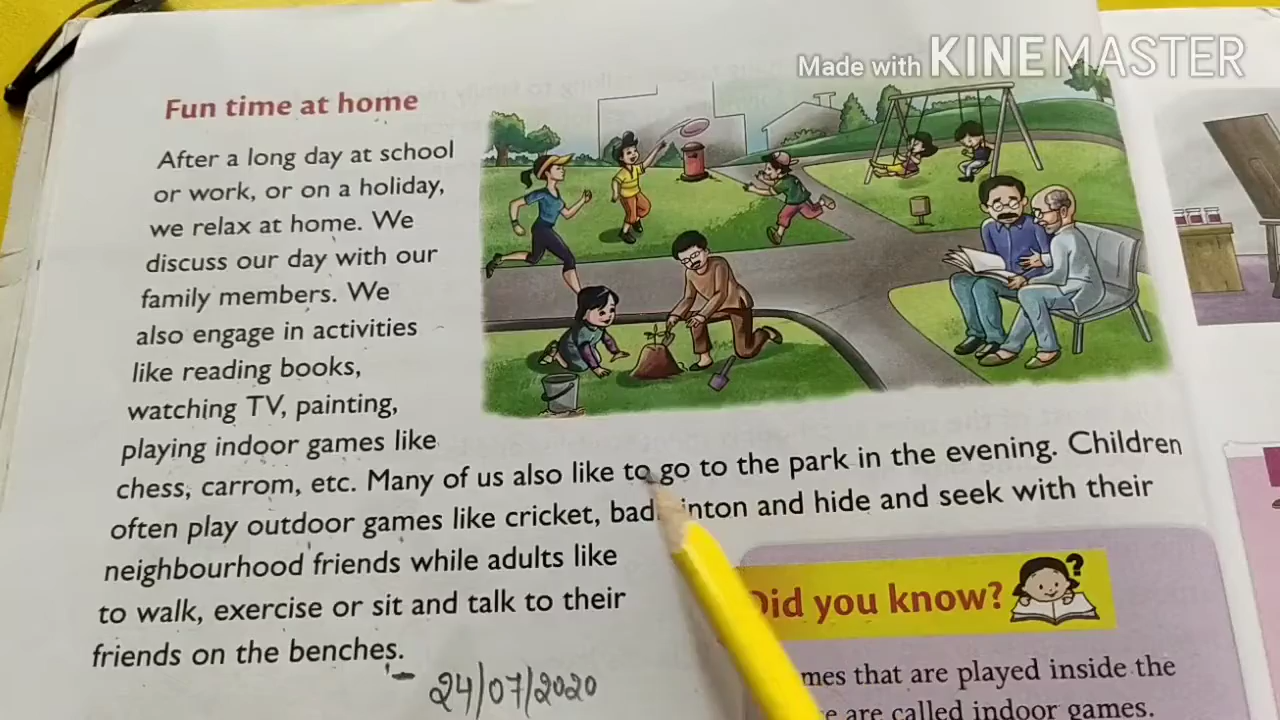 Made with KINEMASTER
Fun time at home
After a long day at school
or work, or on a holiday,
we relax at home. We
discuss our day with our
family members. We
also engage in activities
like reading books,
watching TV, painting,
playing indoor games like
chess, carrom, etc. Many of us also like to go to the park in the evening. Children
often play outdoor games like cricket, badminton and hide and seek with their
neighbourhood friends while adults like
to walk, exercise or sit and talk to their
friends on the benches.
24/07/2020
Did you know?
that are played inside the
are called indoor games.